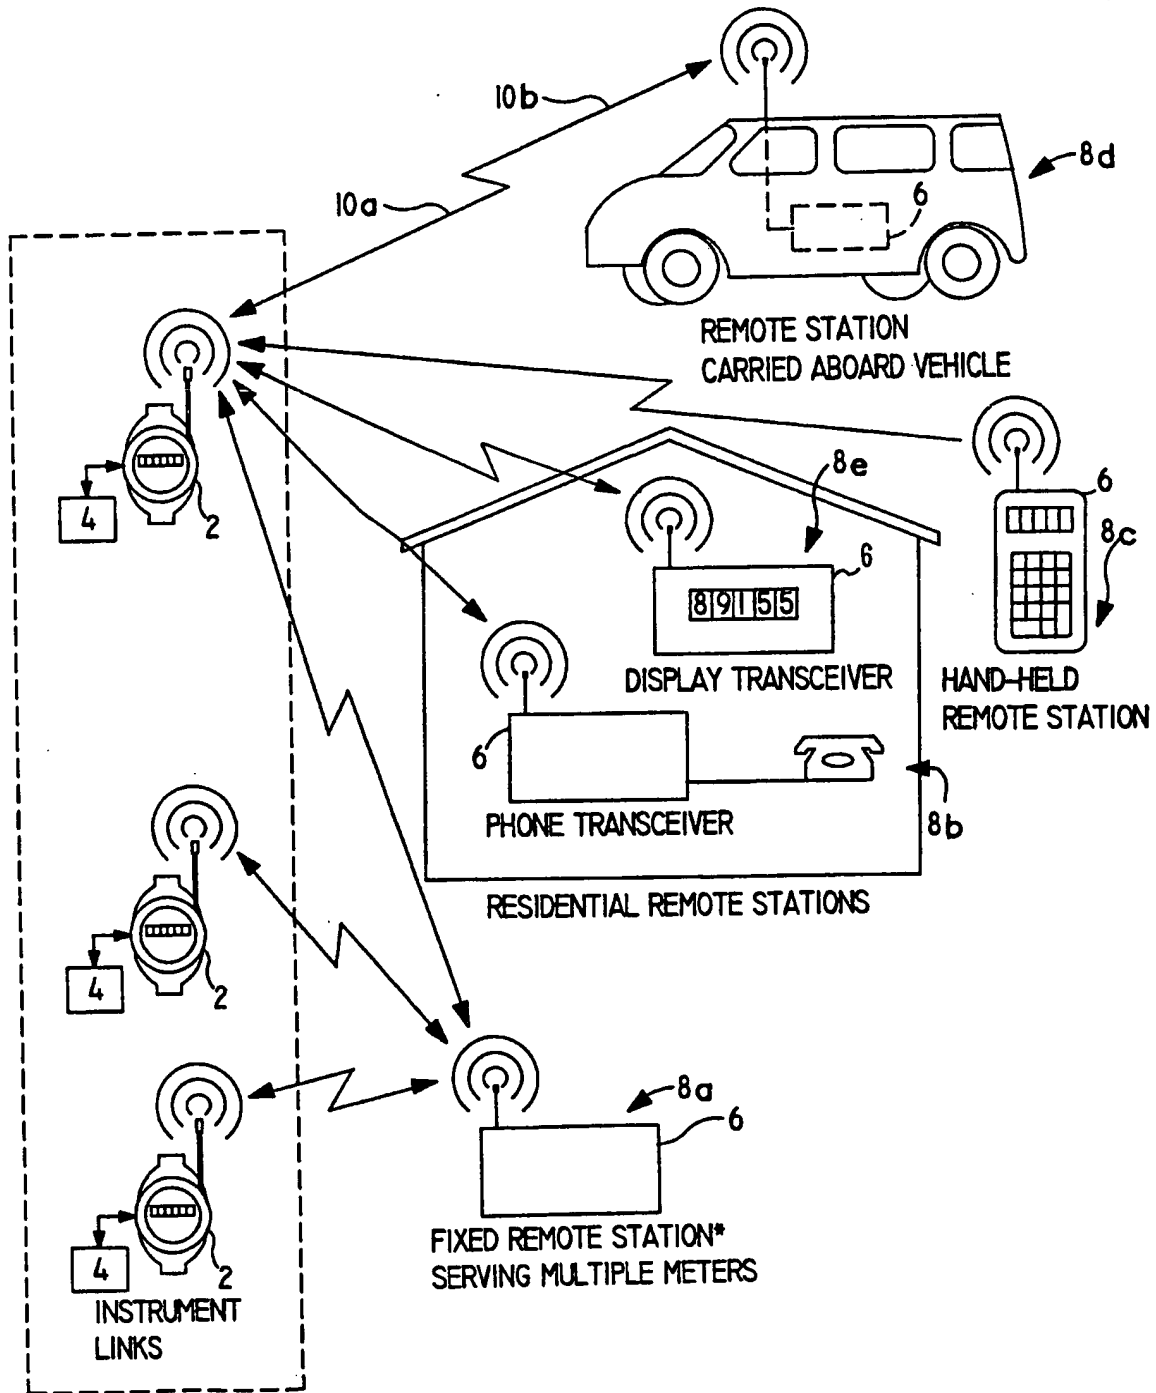 10b
8d
10a
6
REMOTE STATION
CARRIED ABOARD VEHICLE
8e
6
8c
4
2
6
89155
DISPLAY TRANSCEIVER
HAND-HELD
REMOTE STATION
6
PHONE TRANSCEIVER
8b
RESIDENTIAL REMOTE STATIONS
4
2
8a
6
FIXED REMOTE STATION*
SERVING MULTIPLE METERS
4
2
INSTRUMENT
LINKS